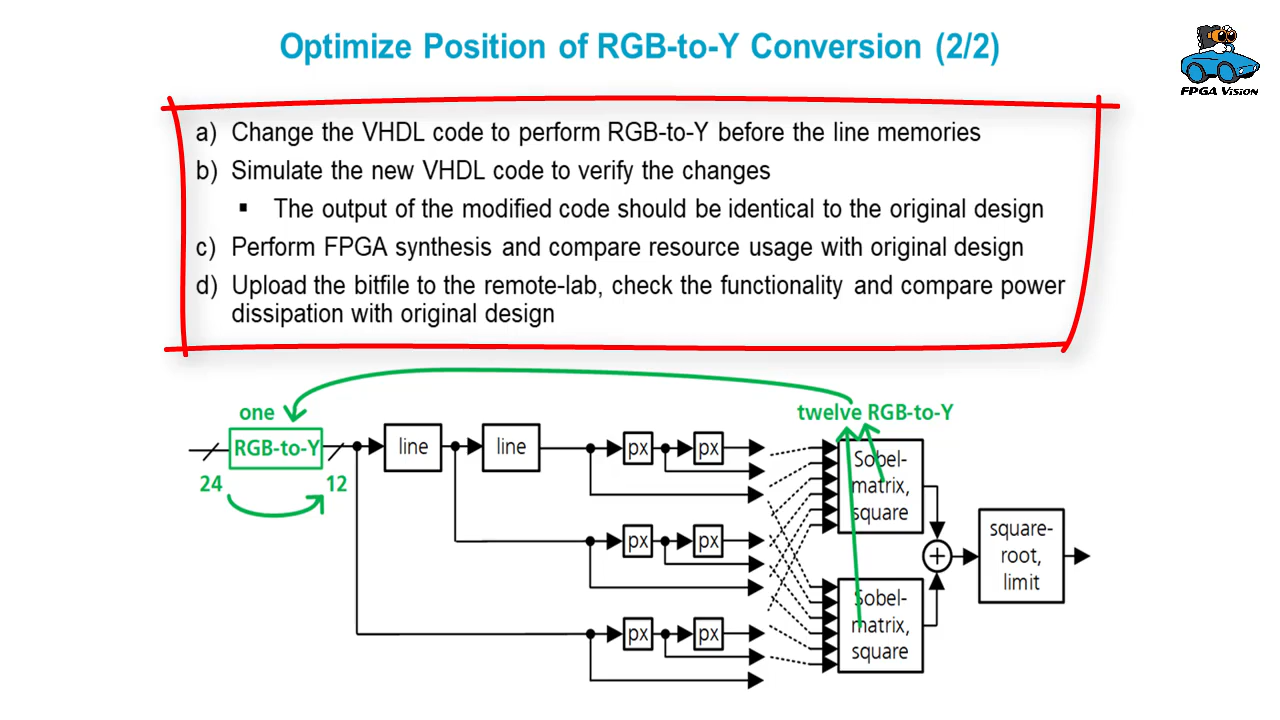 Optimize Position of RGB-to-Y Conversion (2/2)
FPGA Vision
a) Change the VHDL code to perform RGB-to-Y before the line memories
b) Simulate the new VHDL code to verify the changes
▪ The output of the modified code should be identical to the original design
c) Perform FPGA synthesis and compare resource usage with original design
d) Upload the bitfile to the remote-lab, check the functionality and compare power
dissipation with original design
one
twelve RGB-to-Y
RGB-to-Y
24
12
line
line
px
px
Sobel-
matrix,
square
px
px
+
square-
root,
limit
px
px
Sobel-
matrix,
square